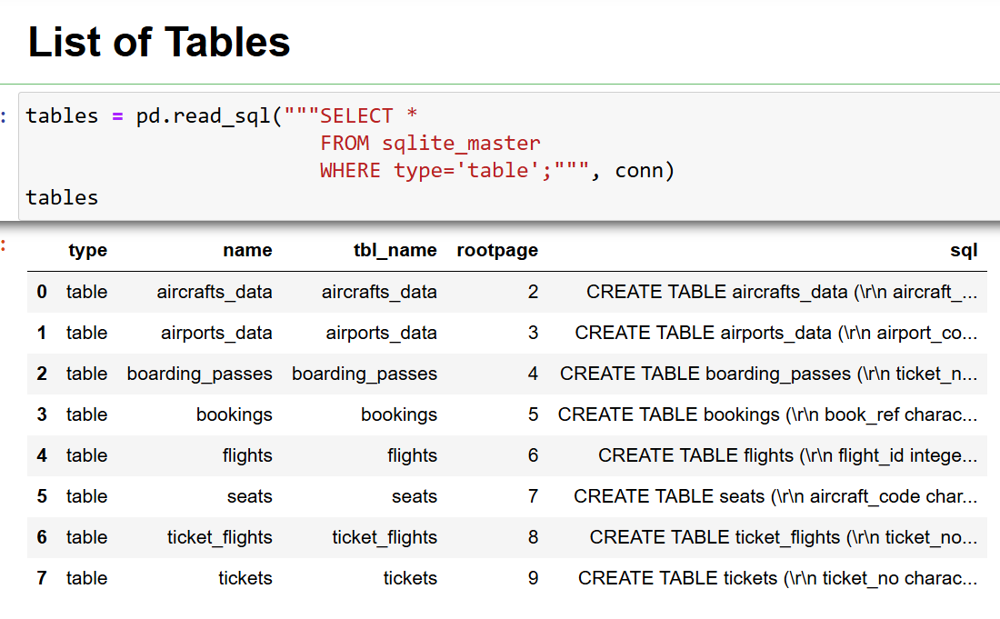 List of Tables
: tables = pd.read_sql("""SELECT *
FROM sqlite_master
WHERE type='table';""", conn)
tables
:
type name tbl_name rootpage sql
0 table aircrafts_data aircrafts_data 2 CREATE TABLE aircrafts_data (\r\n aircraft_...
1 table airports_data airports_data 3 CREATE TABLE airports_data (\r\n airport_co...
2 table boarding_passes boarding_passes 4 CREATE TABLE boarding_passes (\r\n ticket_n...
3 table bookings bookings 5 CREATE TABLE bookings (\r\n book_ref charac...
4 table flights flights 6 CREATE TABLE flights (\r\n flight_id intege...
5 table seats seats 7 CREATE TABLE seats (\r\n aircraft_code char...
6 table ticket_flights ticket_flights 8 CREATE TABLE ticket_flights (\r\n ticket_no...
7 table tickets tickets 9 CREATE TABLE tickets (\r\n ticket_no charac...